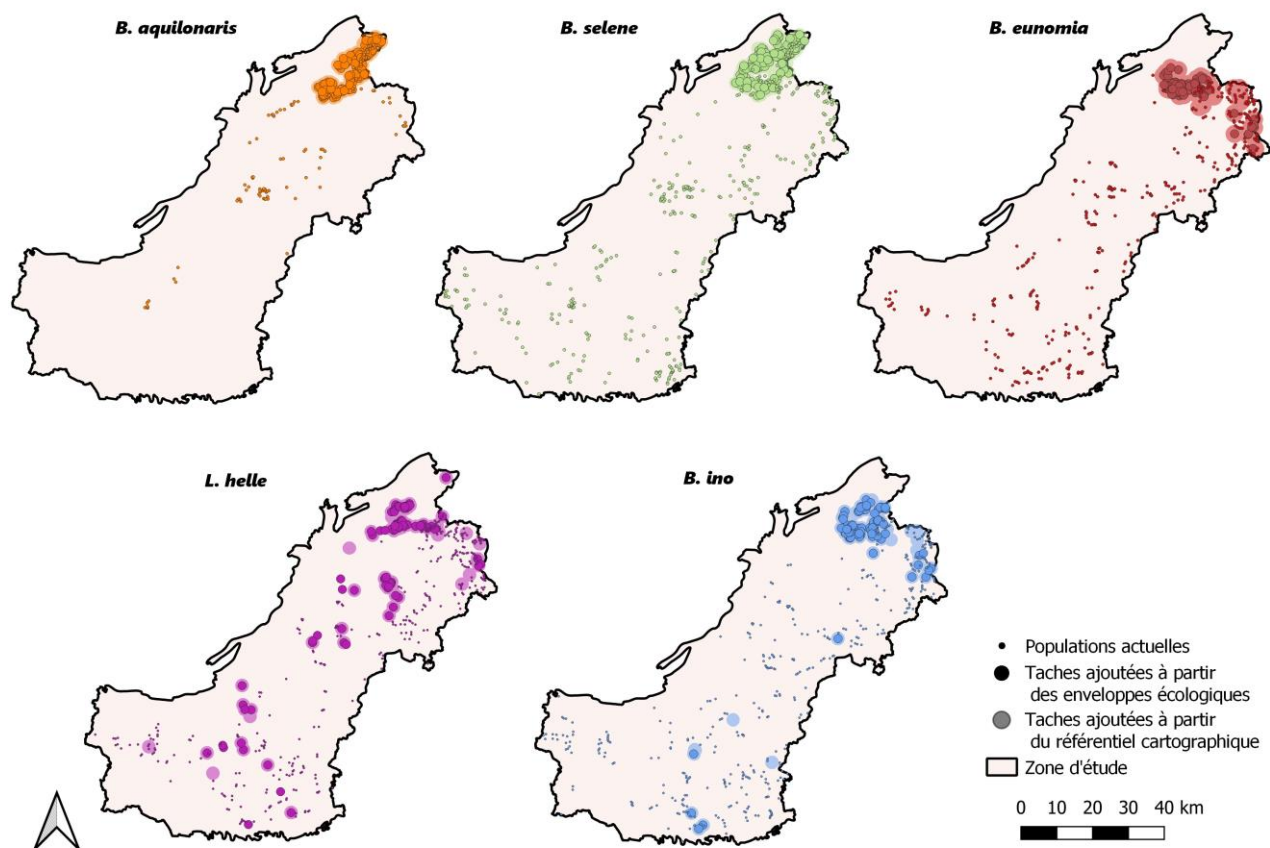 B. aquilonaris
B. selene
B. eunomia
L. helle
B. ino
Populations actuelles
Taches ajoutées à partir
des enveloppes écologiques
Taches ajoutées à partir
du référentiel cartographique
Zone d'étude
0 10 20 30 40 km